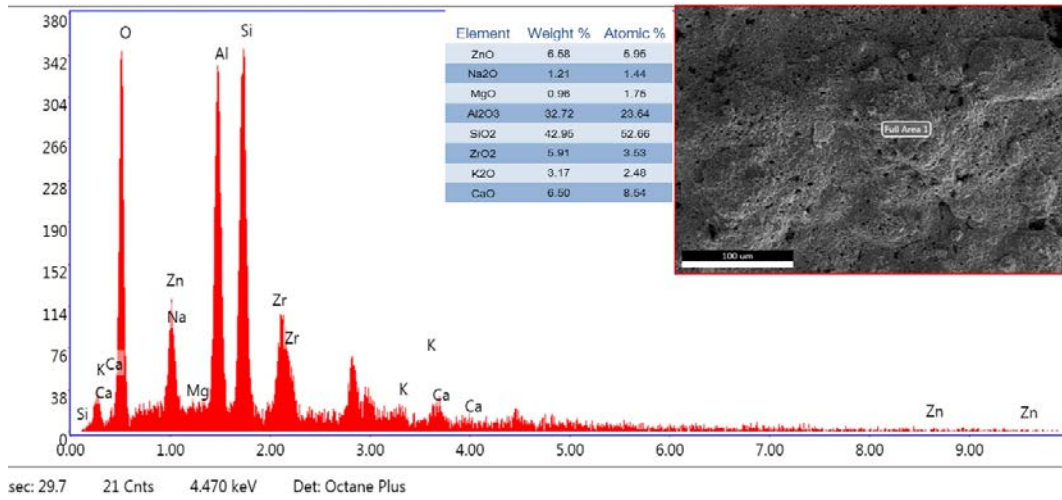 380
342
304
266
228
190
152
114
76
38
0
O
Al
Si
Zn
Na
K
Ca
Ca
Si
Mg
Zr
Zr
K
K
Ca
Ca
Zn
Zn
0.00 1.00 2.00 3.00 4.00 5.00 6.00 7.00 8.00 9.00
Element Weight % Atomic %
ZnO 6.58 5.95
Na2O 1.21 1.44
MgO 0.96 1.75
Al2O3 32.72 23.64
SiO2 42.95 52.66
ZrO2 5.91 3.53
K2O 3.17 2.48
CaO 6.50 8.54
Full Area 1
100 um
sec: 29.7 21 Cnts 4.470 keV Det: Octane Plus